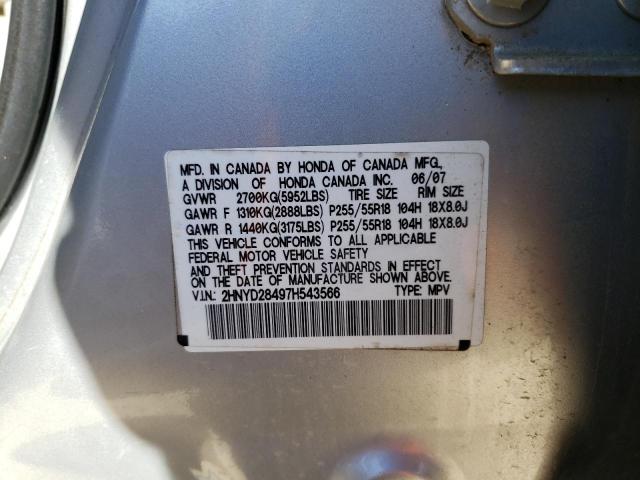 MFD. IN CANADA BY HONDA OF CANADA MFG.,
A DIVISION OF HONDA CANADA INC. 06/07
GVWR 2700KG(5952LBS) TIRE SIZE RIM SIZE
GAWR F 1310KG(2888LBS) P255/55R18 104H 18X8.0J
GAWR R 1440KG(3175LBS) P255/55R18 104H 18X8.0J
THIS VEHICLE CONFORMS TO ALL APPLICABLE
FEDERAL MOTOR VEHICLE SAFETY
AND THEFT PREVENTION STANDARDS IN EFFECT
ON THE DATE OF MANUFACTURE SHOWN ABOVE.
V.I.N.: 2HNYD28497H543566 TYPE: MPV